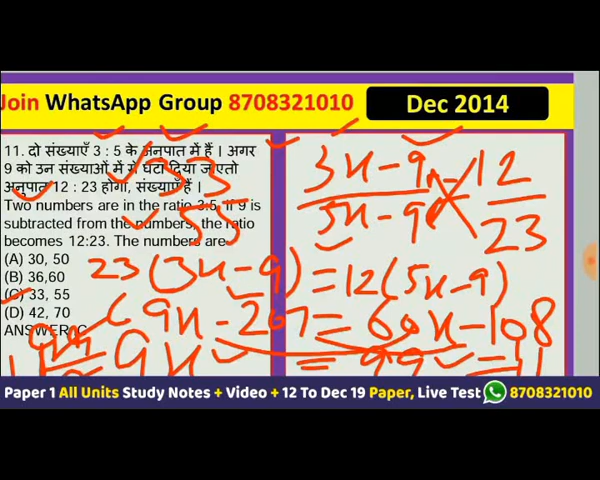 Join WhatsApp Group 8708321010
Dec 2014
11. दो संख्याएँ 3 : 5 के अनुपात में हैं । अगर
9 को उन संख्याओं में से घटा दिया जाएतो
अनुपात 12 : 23 होगा, संख्याएँ हैं ।
Two numbers are in the ratio 3:5. If 9 is
subtracted from the numbers, the ratio
becomes 12:23. The numbers are
(A) 30, 50
(B) 36,60
(C) 33, 55
(D) 42, 70
ANSWER C
33
55
3x-9 12
5x-9 23
23(3x-9)=12(5x-9)
69x-207=60x-108
9x = 99
Paper 1 All Units Study Notes + Video + 12 To Dec 19 Paper, Live Test 8708321010